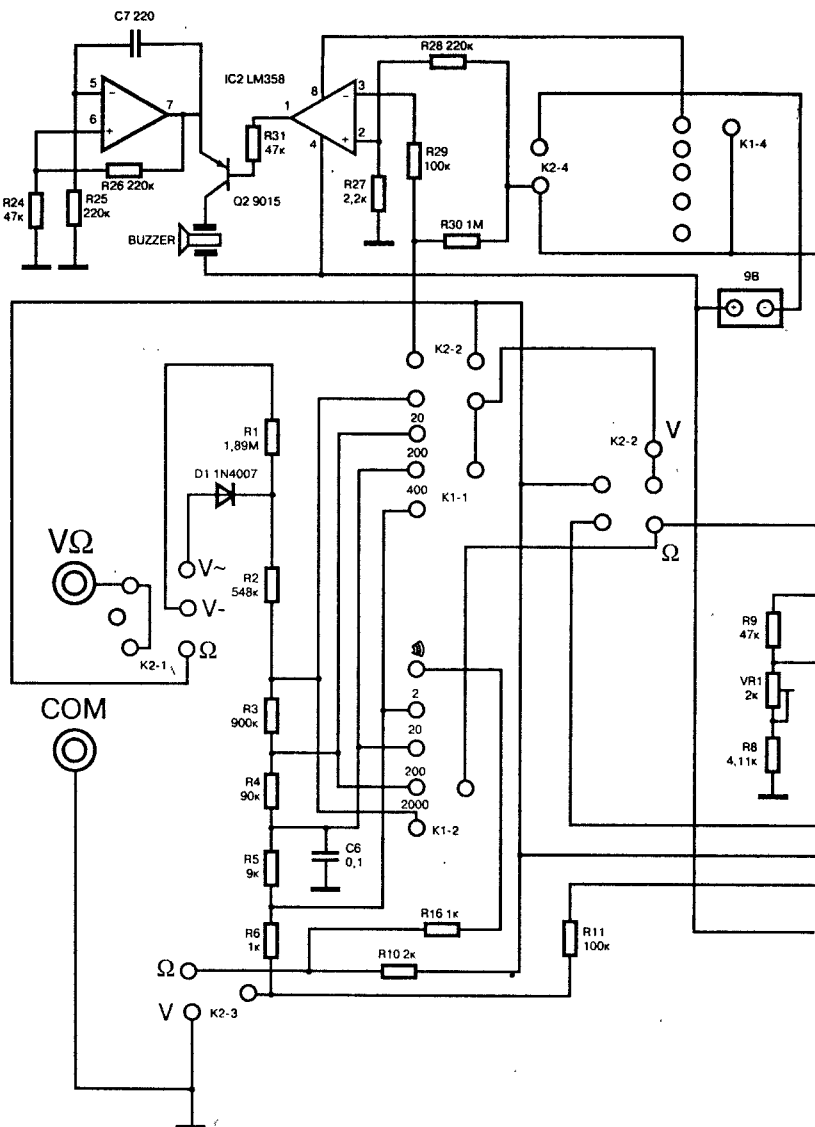 C7 220
R28 220к
5
−
7
6
+
IC2 LM358
8
3
−
1
2
+
4
R31
47к
R29
100к
K2-4
K1-4
R26 220к
R24
47к
R25
220к
Q2 9015
R27
2,2к
R30 1М
BUZZER
9В
+
-
K2-2
R1
1,89М
20
200
400
K1-1
K2-2
V
D1 1N4007
VΩ
V~
V-
Ω
K2-1
R2
548к
Ω
R9
47к
VR1
2к
R8
4,11к
COM
R3
900к
2
20
200
2000
K1-2
R4
90к
R5
9к
C6
0,1
R6
1к
R16 1к
R10 2к
R11
100к
Ω
V
K2-3